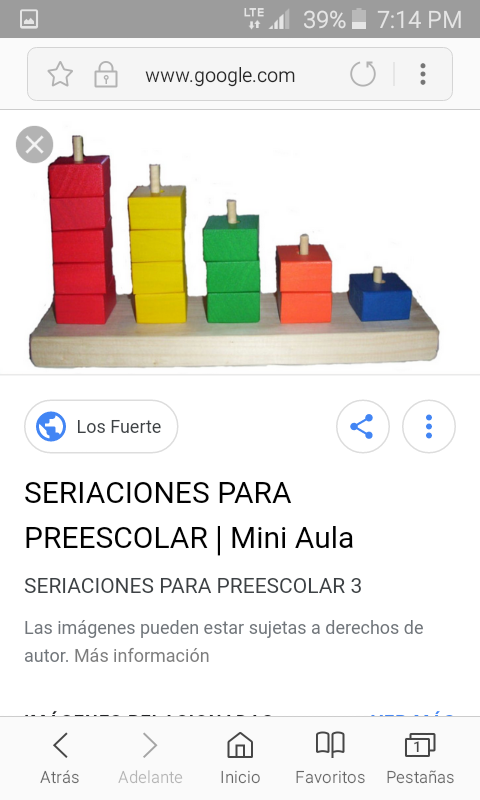 LTE 39% 7:14 PM
www.google.com
Los Fuerte
SERIACIONES PARA
PREESCOLAR | Mini Aula
SERIACIONES PARA PREESCOLAR 3
Las imágenes pueden estar sujetas a derechos de
autor. Más información
1
Atrás Adelante Inicio Favoritos Pestañas